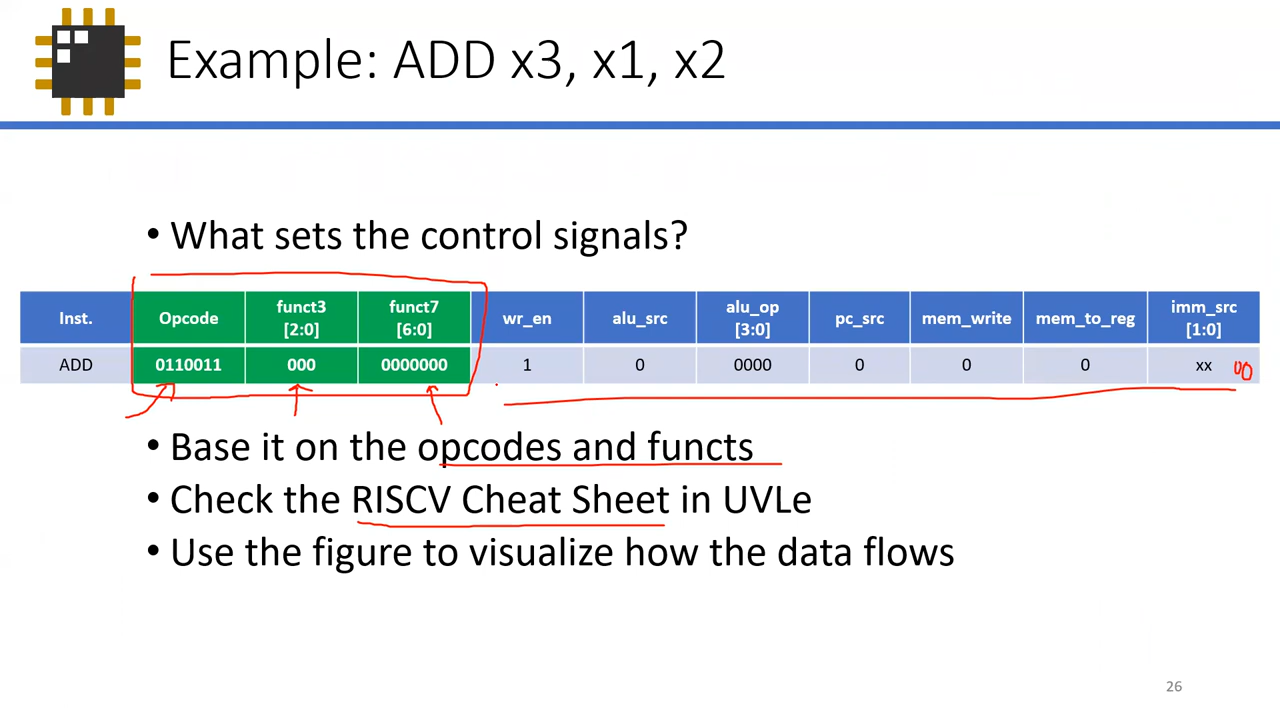 Example: ADD x3, x1, x2
• What sets the control signals?
Inst. Opcode funct3 [2:0] funct7 [6:0] wr_en alu_src alu_op [3:0] pc_src mem_write mem_to_reg imm_src [1:0]
ADD 0110011 000 0000000 1 0 0000 0 0 0 xx 00
• Base it on the opcodes and functs
• Check the RISCV Cheat Sheet in UVLe
• Use the figure to visualize how the data flows
26